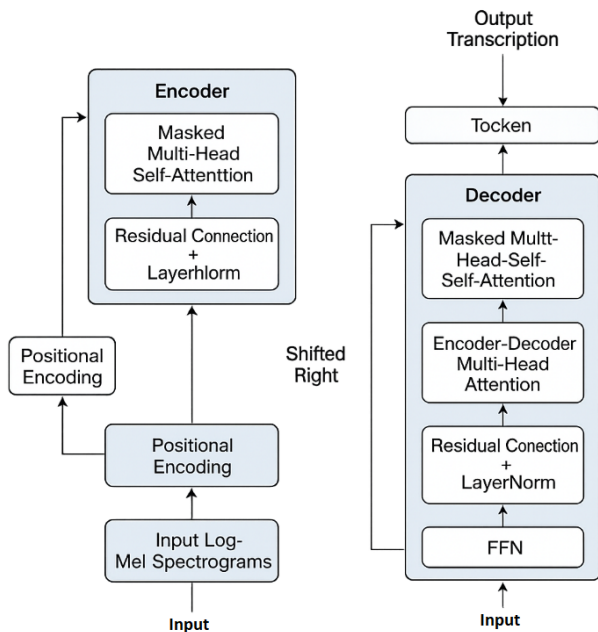 Encoder
Masked
Multi-Head
Self-Attenttion
Residual Connection
+
Layerhlorm
Positional
Encoding
Positional
Encoding
Input Log-
Mel Spectrograms
Input
Output
Transcription
Tocken
Decoder
Masked Multt-
Head-Self-
Self-Attention
Encoder-Decoder
Multi-Head
Attention
Shifted
Right
Residual Conection
+
LayerNorm
FFN
Input